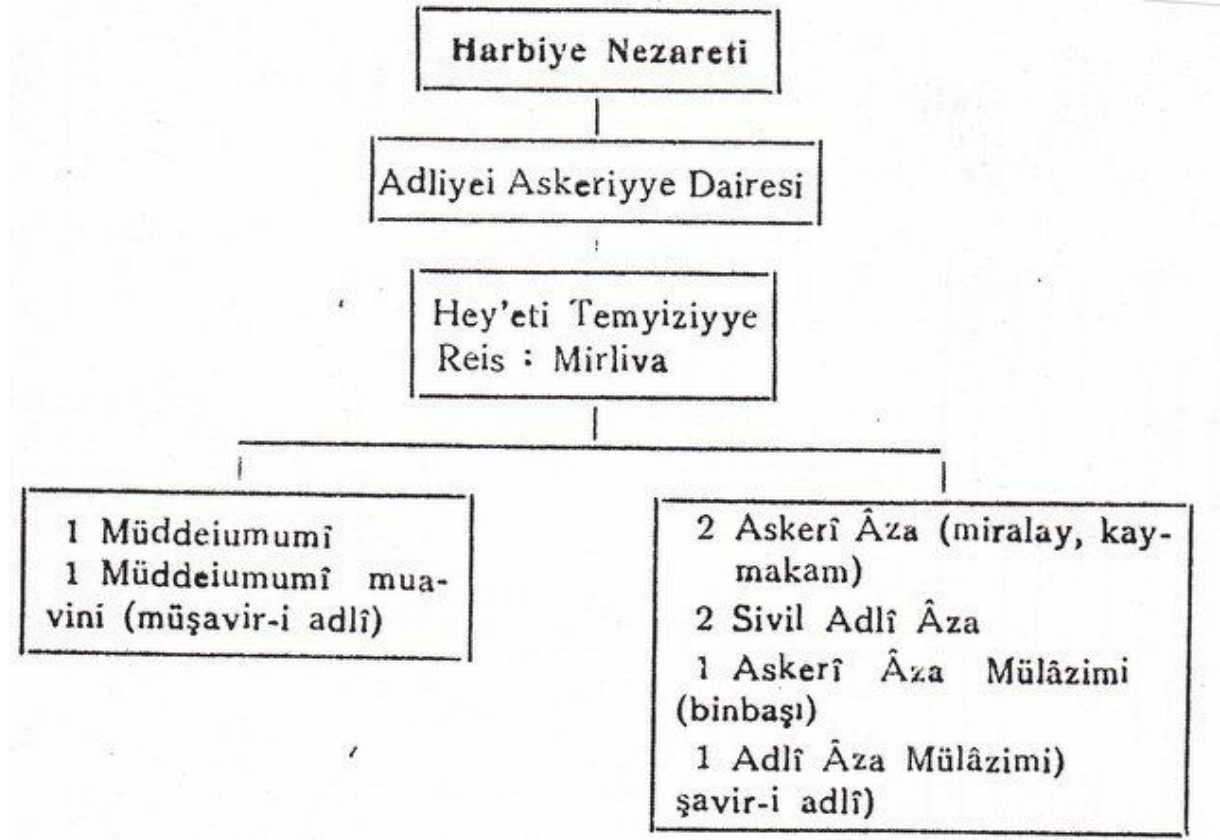 Harbiye Nezareti
Adliyei Askeriyye Dairesi
Hey'eti Temyiziyye
Reis : Mirliva
1 Müddeiumumî
1 Müddeiumumî mua-
vini (müşavir-i adlî)
2 Askerî Âza (miralay, kay-
makam)
2 Sivil Adlî Âza
1 Askerî Âza Mülâzimi
(binbaşı)
1 Adlî Âza Mülâzimi)
şavir-i adlî)